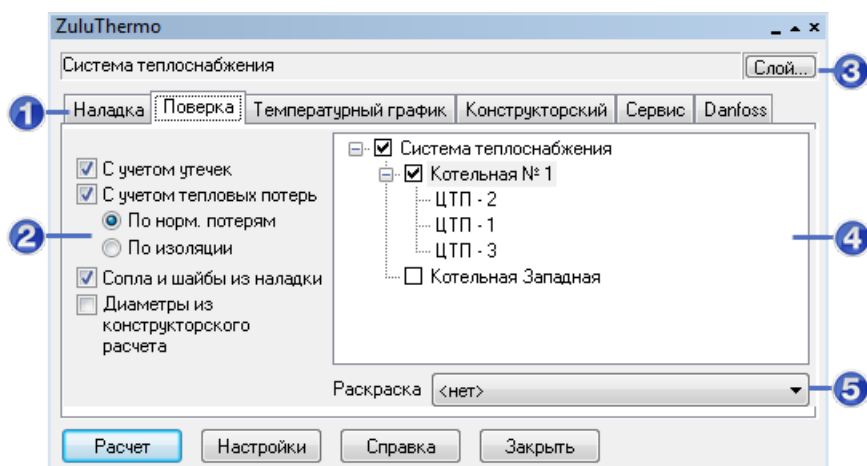 ZuluThermo
Система теплоснабжения
Слой...
3
1
Наладка Поверка Температурный график Конструкторский Сервис Danfoss
С учетом утечек
С учетом тепловых потерь
По норм. потерям
По изоляции
2
Сопла и шайбы из наладки
Диаметры из
конструкторского
расчета
Система теплоснабжения
Котельная № 1
ЦТП - 2
ЦТП - 1
ЦТП - 3
Котельная Западная
4
Раскраска <нет>
5
Расчет Настройки Справка Закрыть